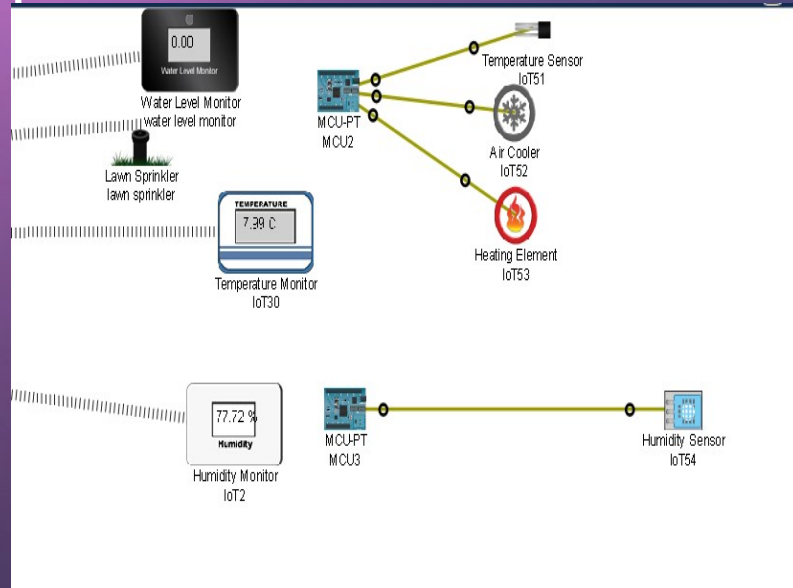 0.00
Water Level Monitor
Water Level Monitor
water level monitor
Lawn Sprinkler
lawn sprinkler
TEMPERATURE
7.99 C
Temperature Monitor
IoT30
MCU-PT
MCU2
Temperature Sensor
IoT51
Air Cooler
IoT52
Heating Element
IoT53
77.72 %
Humidity
Humidity Monitor
IoT2
MCU-PT
MCU3
Humidity Sensor
IoT54